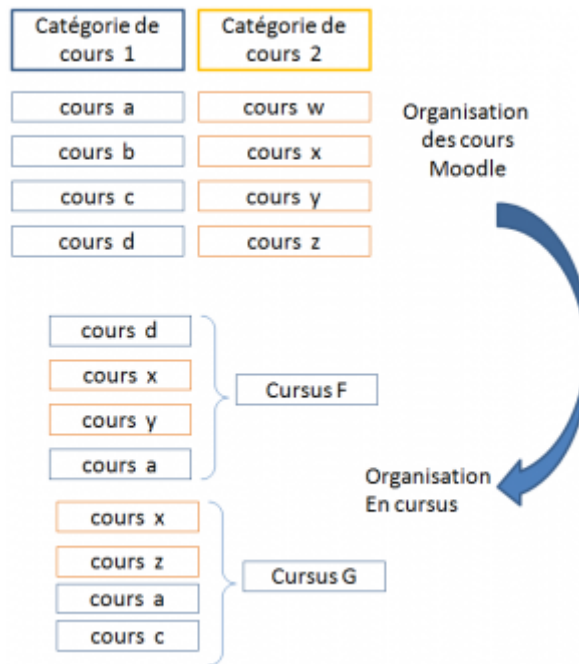 Catégorie de
cours 1
Catégorie de
cours 2
cours a
cours w
cours b
cours x
cours c
cours y
cours d
cours z
Organisation
des cours
Moodle
cours d
cours x
cours y
cours a
Cursus F
Organisation
En cursus
cours x
cours z
cours a
cours c
Cursus G